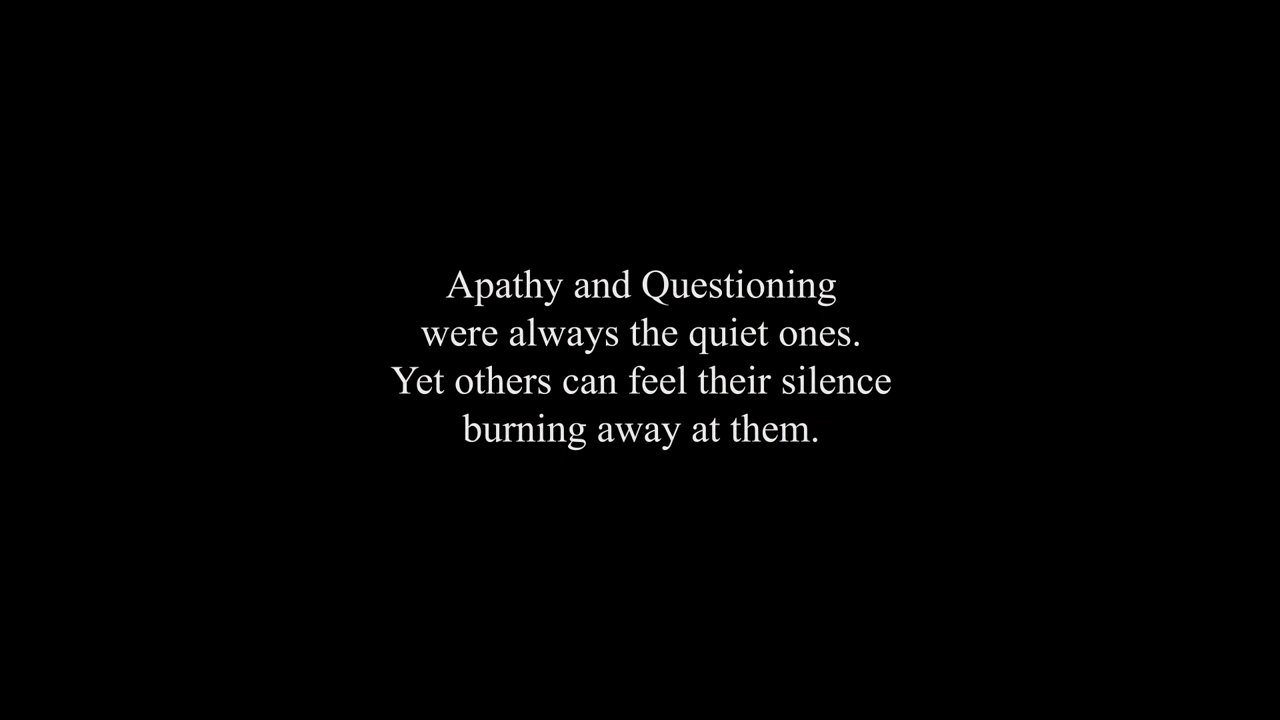 Apathy and Questioning
were always the quiet ones.
Yet others can feel their silence
burning away at them.